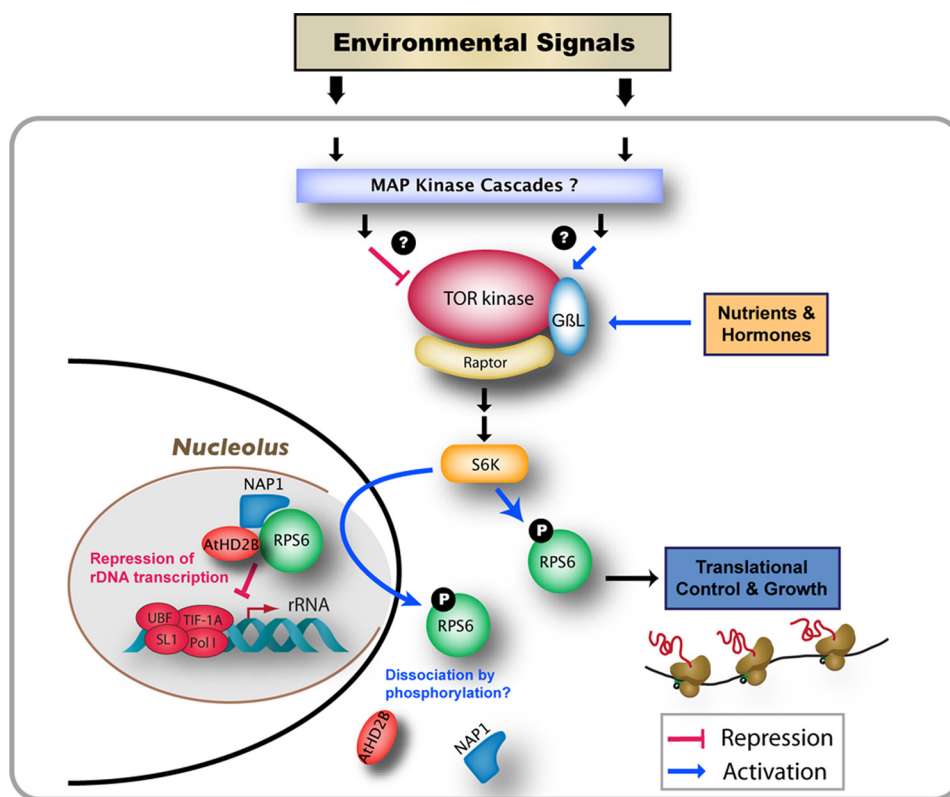 Environmental Signals
MAP Kinase Cascades ?
?
?
TOR kinase
GßL
Raptor
Nutrients &
Hormones
S6K
Nucleolus
NAP1
AtHD2B
RPS6
Repression of
rDNA transcription
UBF
TIF-1A
SL1
Pol I
rRNA
P
RPS6
P
RPS6
Translational
Control & Growth
Dissociation by
phosphorylation?
AtHD2B
NAP1
Repression
Activation